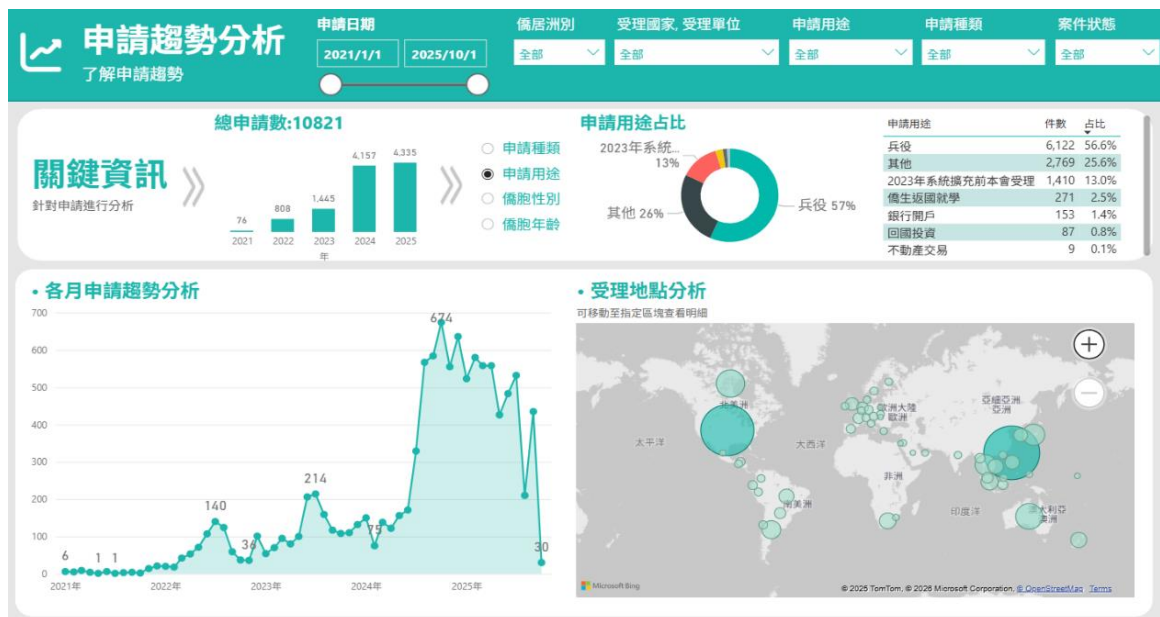 申請趨勢分析
了解申請趨勢
申請日期
2021/1/1
2025/10/1
僑居洲別
全部
受理國家, 受理單位
全部
申請用途
全部
申請種類
全部
案件狀態
全部
關鍵資訊
針對申請進行分析
總申請數:10821
76
808
1,445
4,157
4,335
2021
2022
2023
2024
2025
年
申請種類
申請用途
僑胞性別
僑胞年齡
申請用途占比
2023年系統...
13%
其他 26%
兵役 57%
申請用途 件數 占比
兵役 6,122 56.6%
其他 2,769 25.6%
2023年系統擴充前本會受理 1,410 13.0%
僑生返國就學 271 2.5%
銀行開戶 153 1.4%
回國投資 87 0.8%
不動產交易 9 0.1%
• 各月申請趨勢分析
700
600
500
400
300
200
100
0
6
1
1
140
36
214
75
674
30
2021年
2022年
2023年
2024年
2025年
• 受理地點分析
可移動至指定區塊查看明細
北美洲
歐洲大陸
歐洲
亞細亞洲
亞洲
太平洋
大西洋
非洲
南美洲
印度洋
澳大利亞
澳洲
Microsoft Bing
© 2025 TomTom, © 2026 Microsoft Corporation, © OpenStreetMap Terms